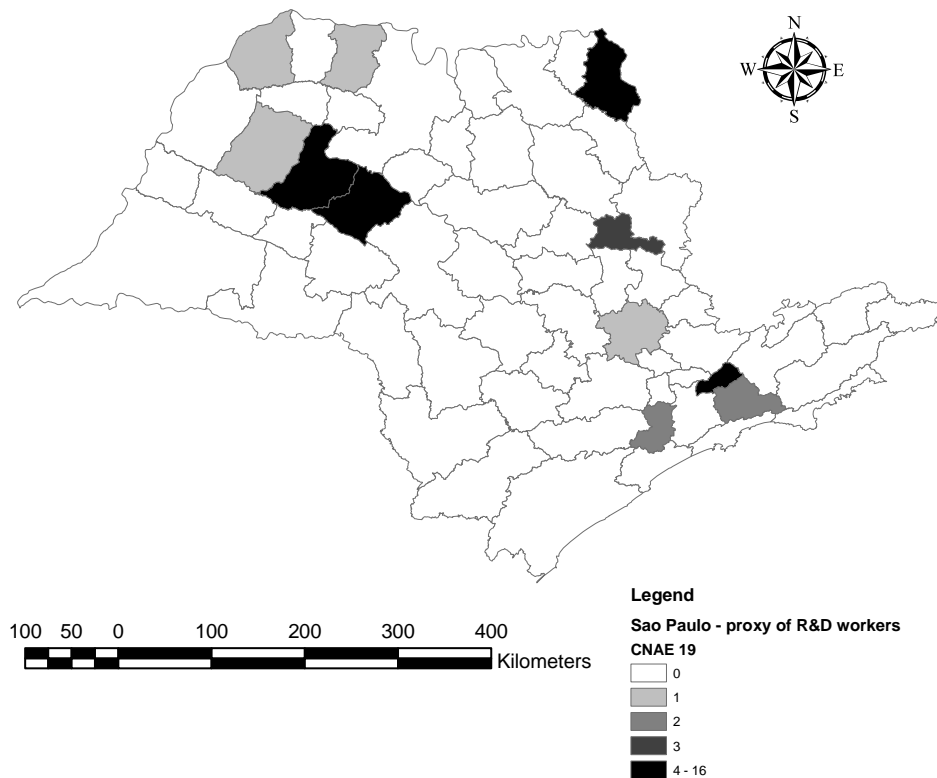 N
W E
S
100 50 0 100 200 300 400
Kilometers
Legend
Sao Paulo - proxy of R&D workers
CNAE 19
0
1
2
3
4 - 16